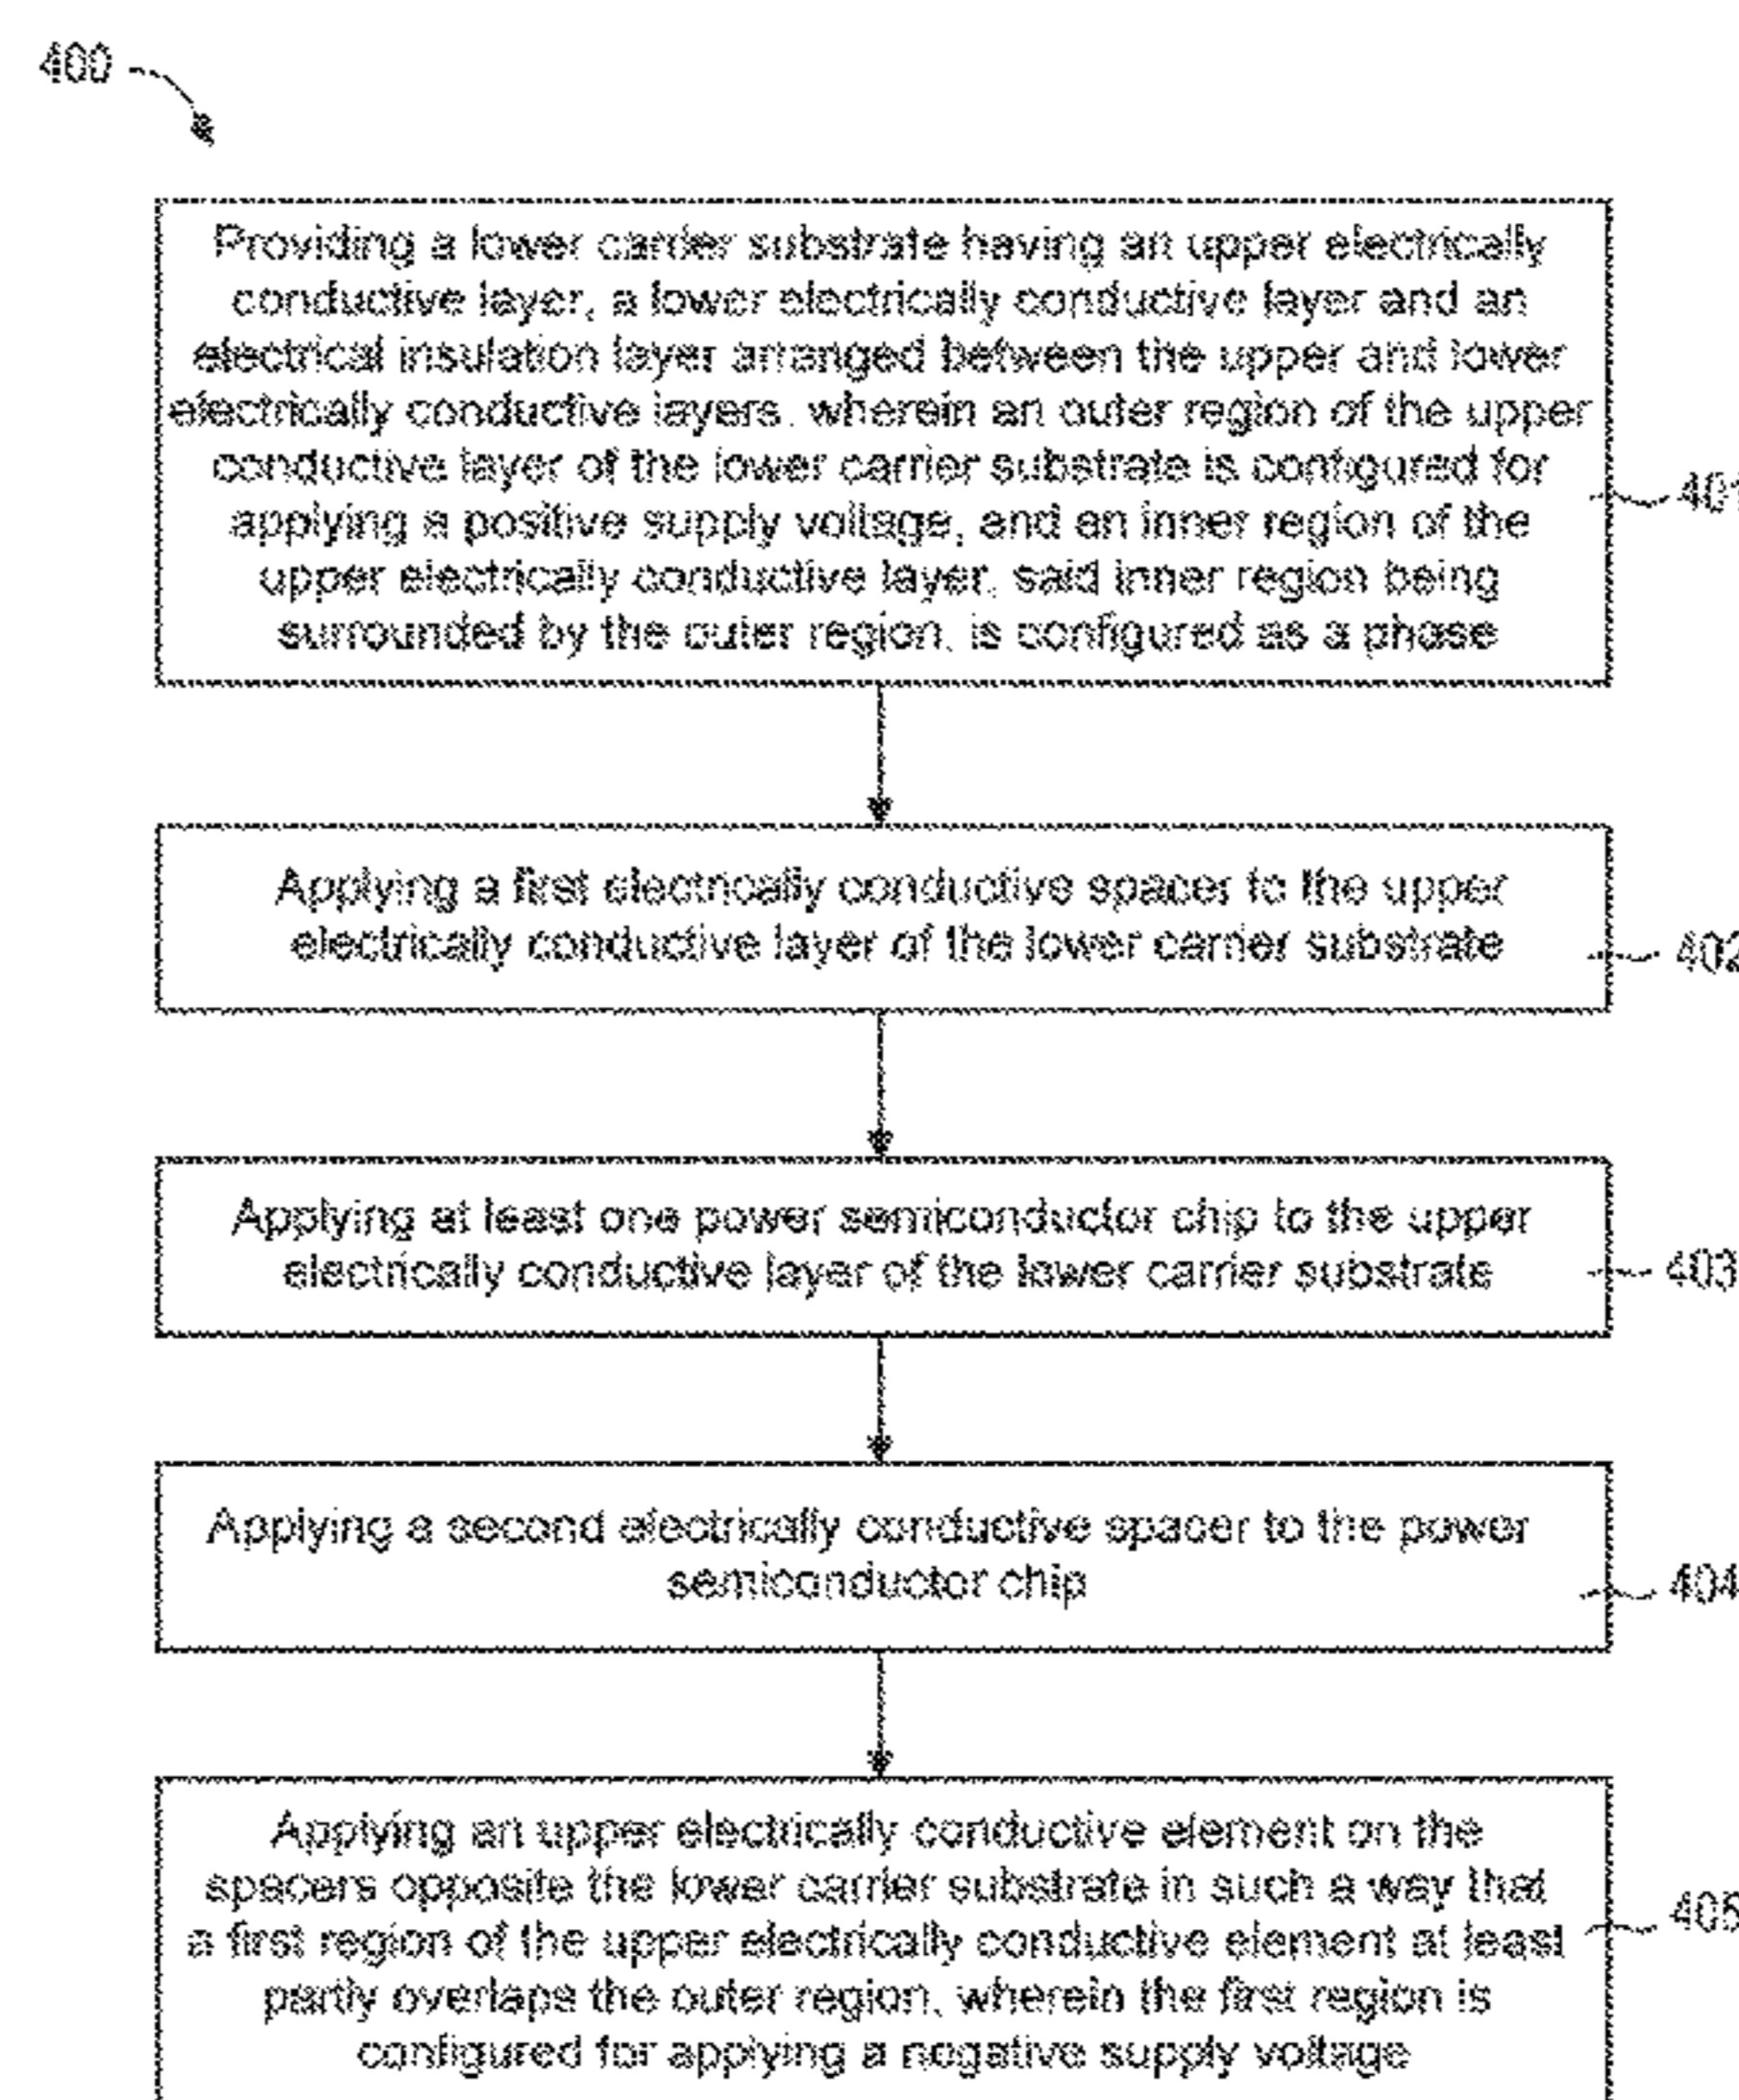 400
Providing a lower carrier substrate having an upper electrically
conductive layer, a lower electrically conductive layer and an
electrical insulation layer arranged between the upper and lower
electrically conductive layers, wherein an outer region of the upper
conductive layer of the lower carrier substrate is configured for
applying a positive supply voltage, and an inner region of the
upper electrically conductive layer, said inner region being
surrounded by the outer region, is configured as a phase
401
Applying a first electrically conductive spacer to the upper
electrically conductive layer of the lower carrier substrate
402
Applying at least one power semiconductor chip to the upper
electrically conductive layer of the lower carrier substrate
403
Applying a second electrically conductive spacer to the power
semiconductor chip
404
Applying an upper electrically conductive element on the
spacers opposite the lower carrier substrate in such a way that
a first region of the upper electrically conductive element at least
partly overlaps the outer region, wherein the first region is
configured for applying a negative supply voltage
405